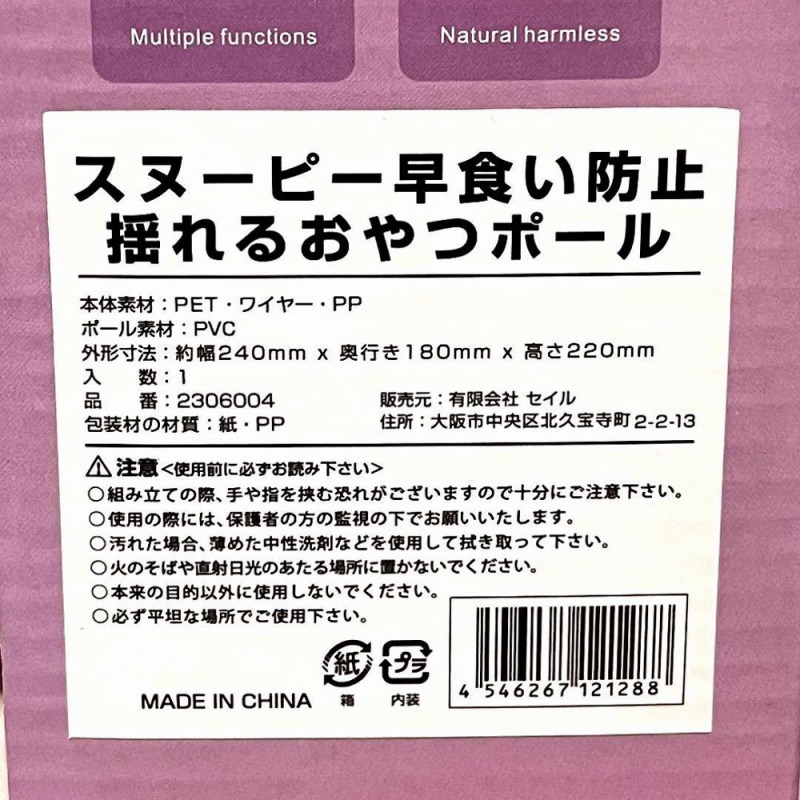 Multiple functions
Natural harmless
スヌーピー早食い防止
揺れるおやつポール
本体素材：PET・ワイヤー・PP
ポール素材：PVC
外形寸法：約幅240mm x 奥行き180mm x 高さ220mm
入　数：1
品　番：2306004
販売元：有限会社 セイル
包装材の材質：紙・PP
住所：大阪市中央区北久宝寺町2-2-13
⚠注意<使用前に必ずお読み下さい>
○組み立ての際、手や指を挟む恐れがございますので十分にご注意下さい。
○使用の際には、保護者の方の監視の下でお願いいたします。
○汚れた場合、薄めた中性洗剤などを使用して拭き取って下さい。
○火のそばや直射日光のあたる場所に置かないでください。
○本来の目的以外に使用しないでください。
○必ず平坦な場所でご使用下さい。
紙
プラ
MADE IN CHINA
箱
内装
4 546267 121288